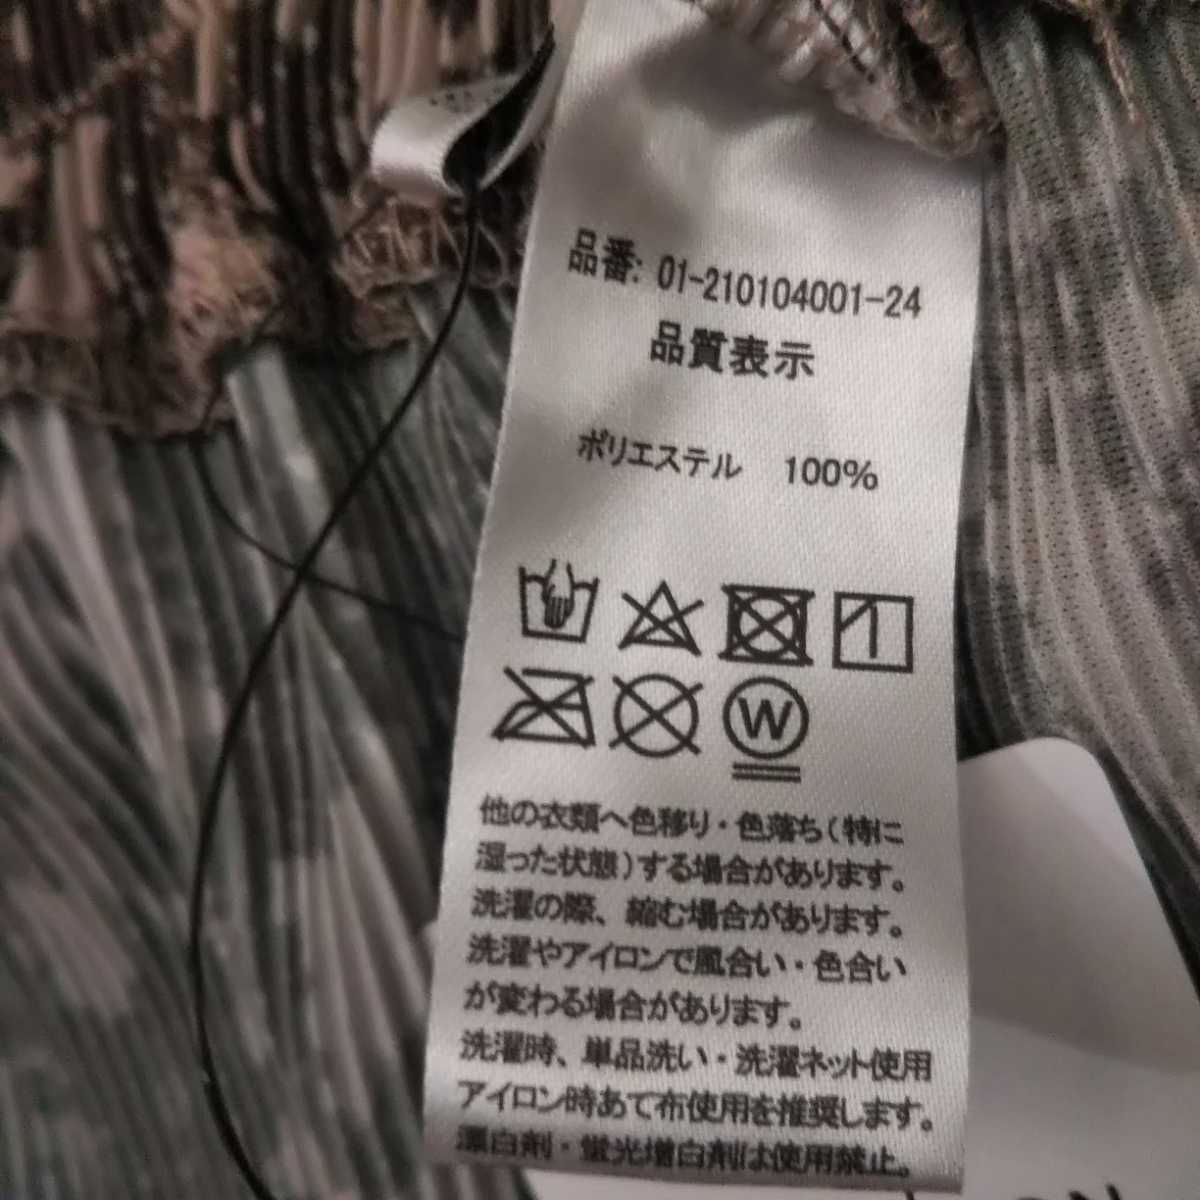 品番: 01-210104001-24
品質表示
ポリエステル 100%
W
他の衣類へ色移り・色落ち(特に
湿った状態)する場合があります。
洗濯の際、縮む場合があります。
洗濯やアイロンで風合い・色合い
が変わる場合があります。
洗濯時、単品洗い・洗濯ネット使用
アイロン時あて布使用を推奨します。
漂白剤・蛍光増白剤は使用禁止。